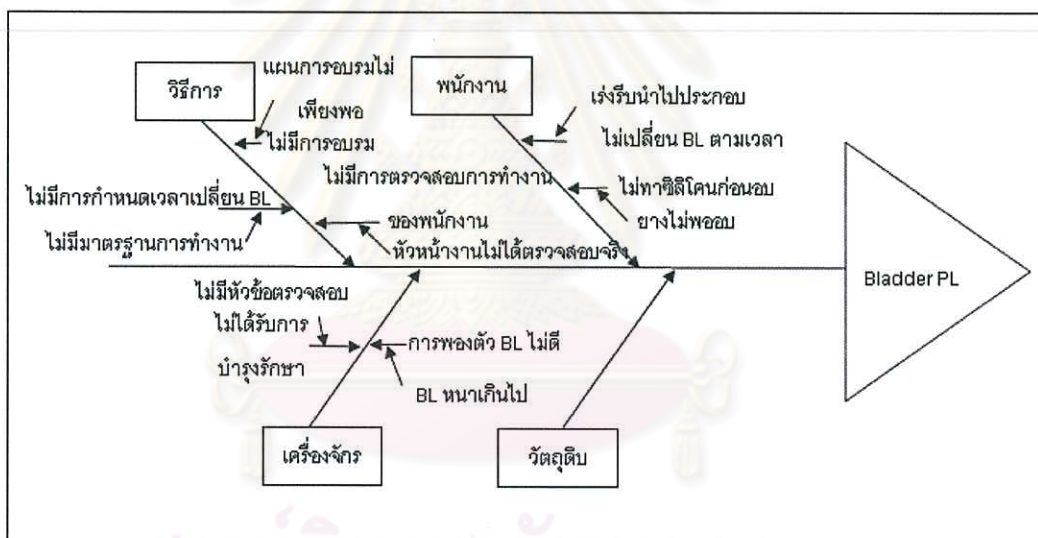 วิธีการ
แผนการอบรมไม่
เพียงพอ
ไม่มีการอบรม
ไม่มีการกำหนดเวลาเปลี่ยน BL
ไม่มีมาตรฐานการทำงาน
ไม่มีการตรวจสอบการทำงาน
ของพนักงาน
หัวหน้างานไม่ได้ตรวจสอบจริง
พนักงาน
เร่งรีบนำไปประกอบ
ไม่เปลี่ยน BL ตามเวลา
ไม่ทาซิลิโคนก่อนอบ
ยางไม่พออบ
Bladder PL
ไม่มีหัวข้อตรวจสอบ
ไม่ได้รับการ
บำรุงรักษา
การพองตัว BL ไม่ดี
BL หนาเกินไป
เครื่องจักร
วัตถุดิบ